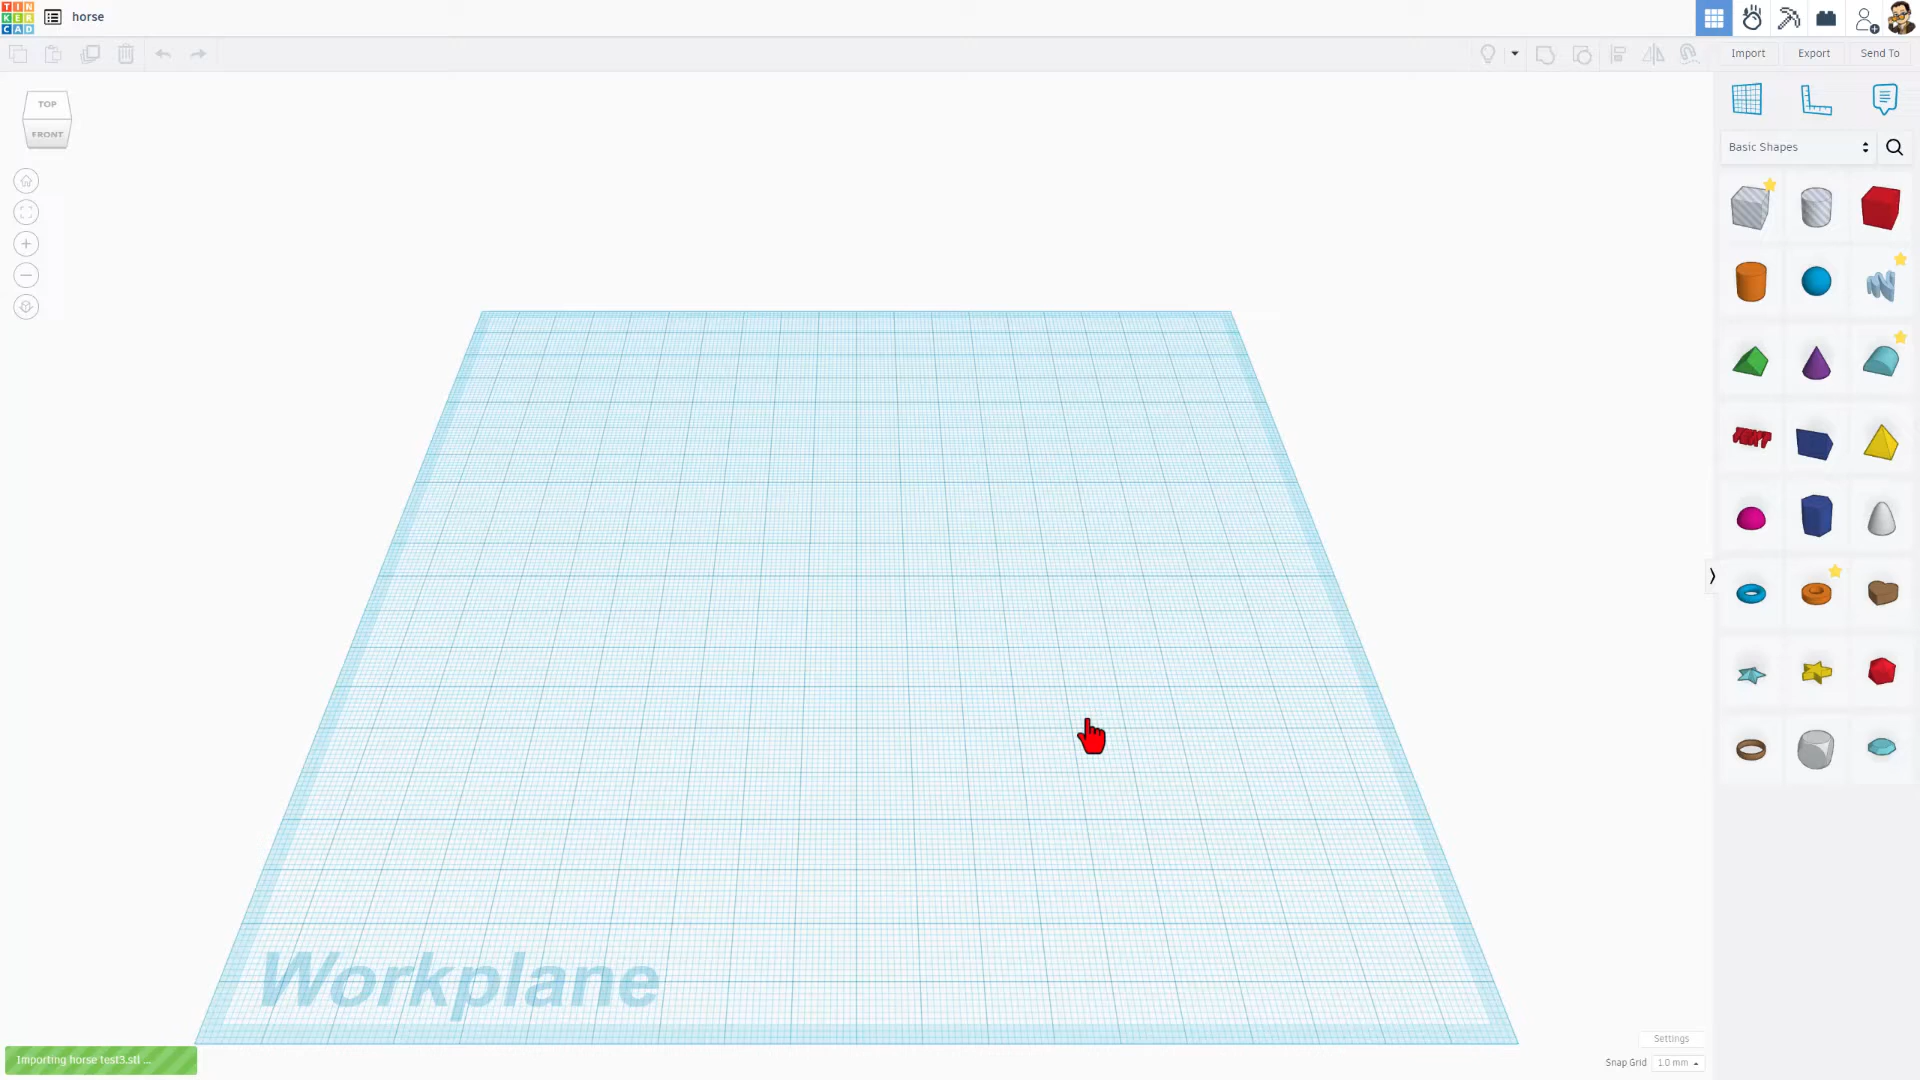 TIN
KER
CAD
horse
Import
Export
Send To
TOP
FRONT
Basic Shapes
TEXT
Workplane
Importing horse test3.stl ...
Settings
Snap Grid
1.0 mm